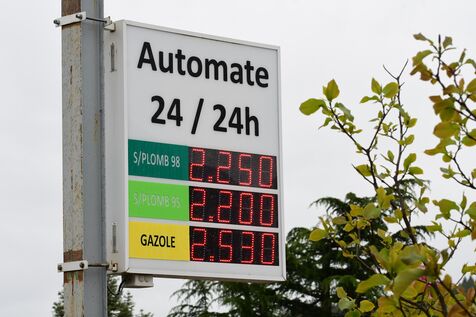 Automate
24 / 24h
S/PLOMB 98 2.250
S/PLOMB 95 2.200
GAZOLE 2.530